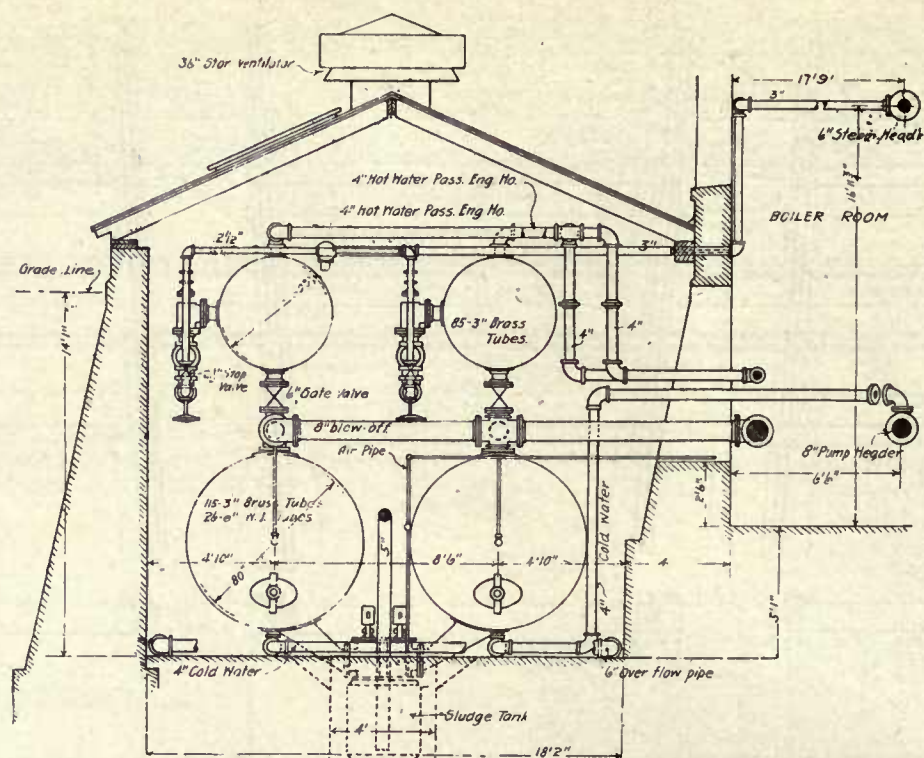 36" Star Ventilator
17'9"
3"
6" Steam Head'r
16'11¾"
BOILER ROOM
4" Hot Water Pass. Eng Ho.
4" Hot Water Pass. Eng Ho.
2½"
3"
Grade Line
14'1"
85-3" Brass
Tubes.
4"
4"
Stop
Valve
6" Gate Valve
8" blow-off
Air Pipe
8" Pump Header
6'6"
2'6"
115-3" Brass Tubes
4'10"
8'6"
4'10"
4
80"
5"
4" Cold Water
5'1"
4" Cold Water
6" Over flow pipe
Sludge Tank
4'
18'2"